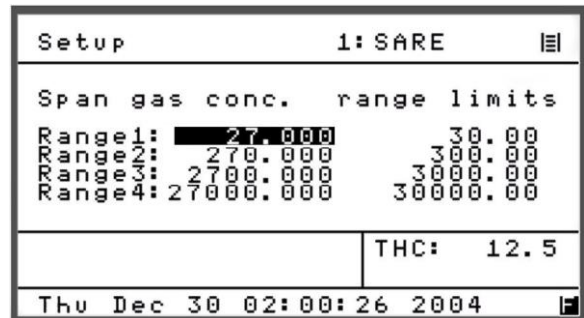 Setup 1:SARE
Span gas conc. range limits
Range1: 27.000 30.00
Range2: 270.000 300.00
Range3: 2700.000 3000.00
Range4:27000.000 30000.00
THC: 12.5
Thu Dec 30 02:00:26 2004 F